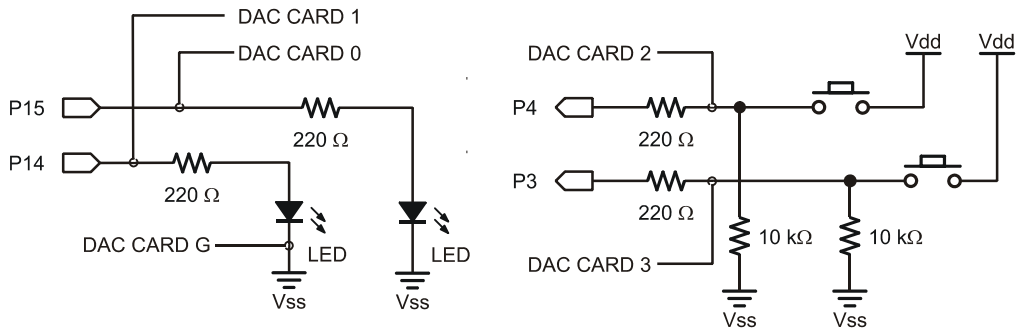 DAC CARD 1
DAC CARD 0
P15
220 Ω
P14
220 Ω
DAC CARD G
LED
LED
Vss
Vss
Vdd
Vdd
DAC CARD 2
P4
220 Ω
P3
220 Ω
10 kΩ
10 kΩ
DAC CARD 3
Vss
Vss